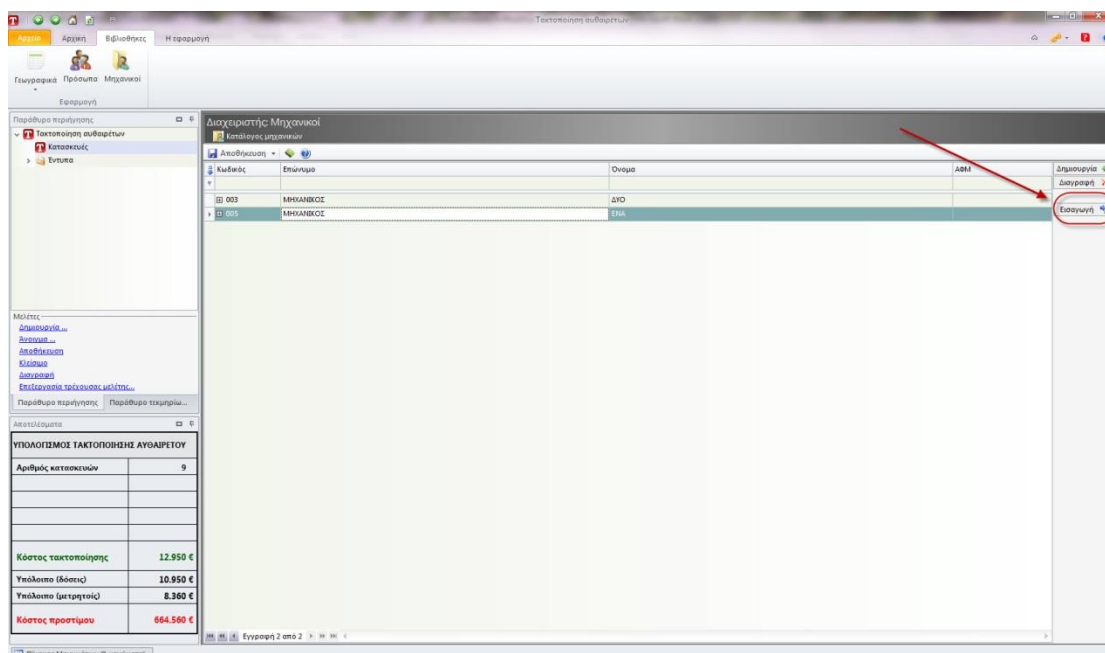 Τακτοποίηση αυθαιρέτων
Αρχείο Αρχική Βιβλιοθήκες Η εφαρμογή
Γεωγραφικά Πρόσωπα Μηχανικοί
Εφαρμογή
Παράθυρο περιήγησης
Τακτοποίηση αυθαιρέτων
Κατασκευές
Έντυπα
Διαχειριστής: Μηχανικοί
Κατάλογος μηχανικών
Αποθήκευση
Κωδικός Επώνυμο Όνομα ΑΦΜ
003 ΜΗΧΑΝΙΚΟΣ ΔΥΟ
005 ΜΗΧΑΝΙΚΟΣ ΕΝΑ
Δημιουργία
Διαγραφή
Εισαγωγή
Μελέτες
Δημιουργία ...
Άνοιγμα ...
Αποθήκευση
Κλείσιμο
Διαγραφή
Επεξεργασία τρέχουσας μελέτης...
Παράθυρο περιήγησης Παράθυρο τεκμηρίω...
Αποτελέσματα
ΥΠΟΛΟΓΙΣΜΟΣ ΤΑΚΤΟΠΟΙΗΣΗΣ ΑΥΘΑΙΡΕΤΟΥ
Αριθμός κατασκευών 9
Κόστος τακτοποίησης 12.950 €
Υπόλοιπο (δόσεις) 10.950 €
Υπόλοιπο (μετρητοίς) 8.360 €
Κόστος προστίμου 664.560 €
Εγγραφή 2 από 2